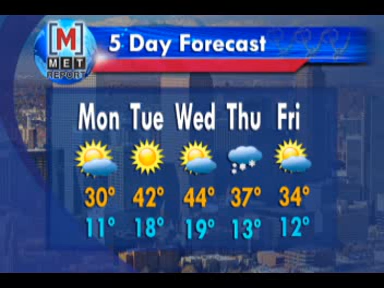 [M]
MET
REPORT
5 Day Forecast
Mon Tue Wed Thu Fri
30° 42° 44° 37° 34°
11° 18° 19° 13° 12°